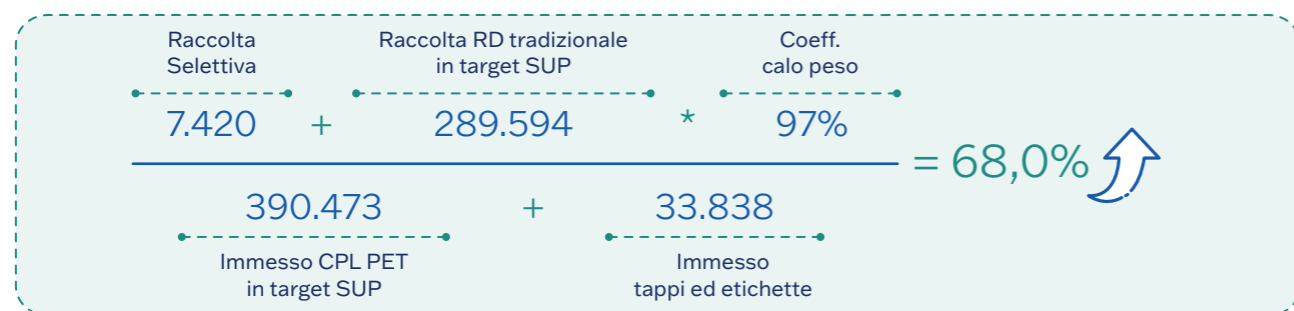 Raccolta
Selettiva
Raccolta RD tradizionale
in target SUP
Coeff.
calo peso
7.420 + 289.594 * 97%
= 68,0%
390.473 + 33.838
Immesso CPL PET
in target SUP
Immesso
tappi ed etichette